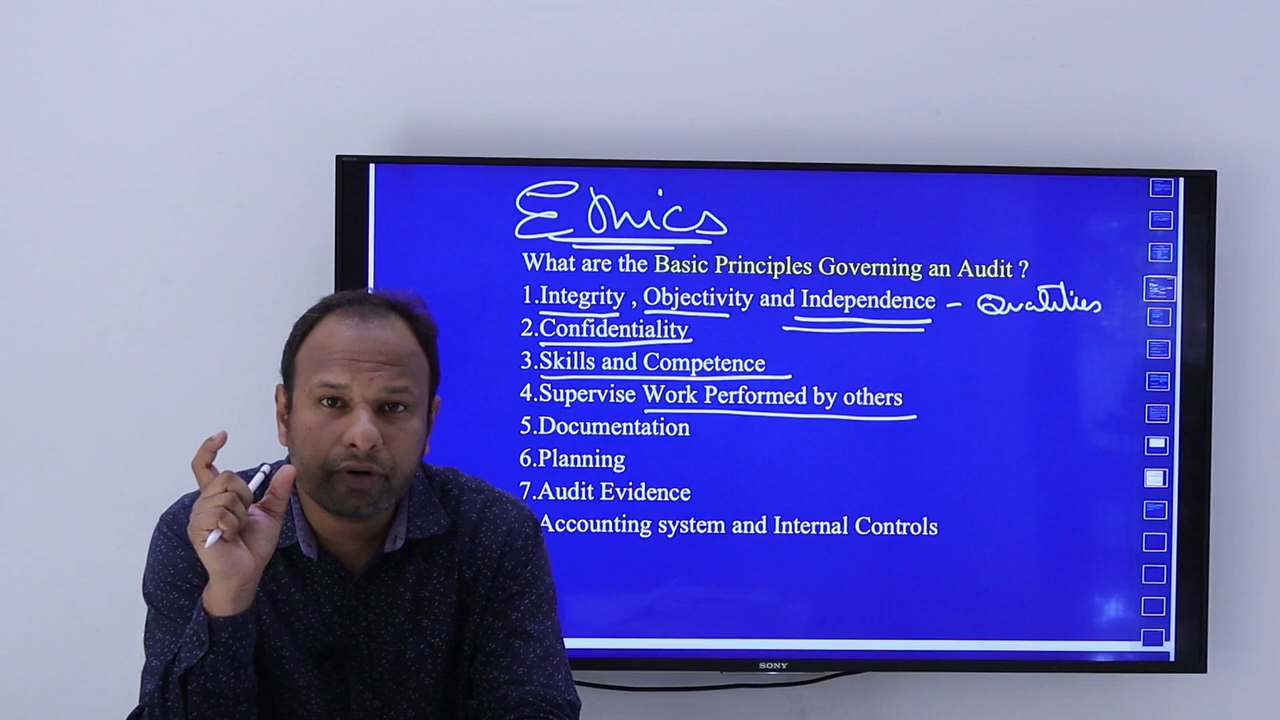 Ethics
What are the Basic Principles Governing an Audit ?
1.Integrity , Objectivity and Independence – Qualities
2.Confidentiality
3.Skills and Competence
4.Supervise Work Performed by others
5.Documentation
6.Planning
7.Audit Evidence
Accounting system and Internal Controls
SONY